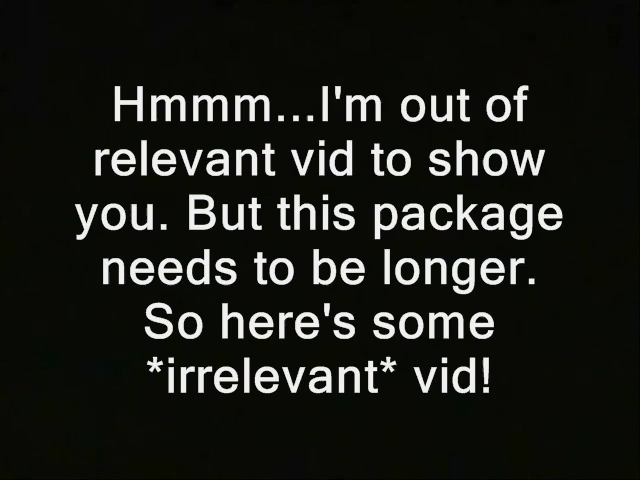 Hmmm...I'm out of
relevant vid to show
you. But this package
needs to be longer.
So here's some
*irrelevant* vid!